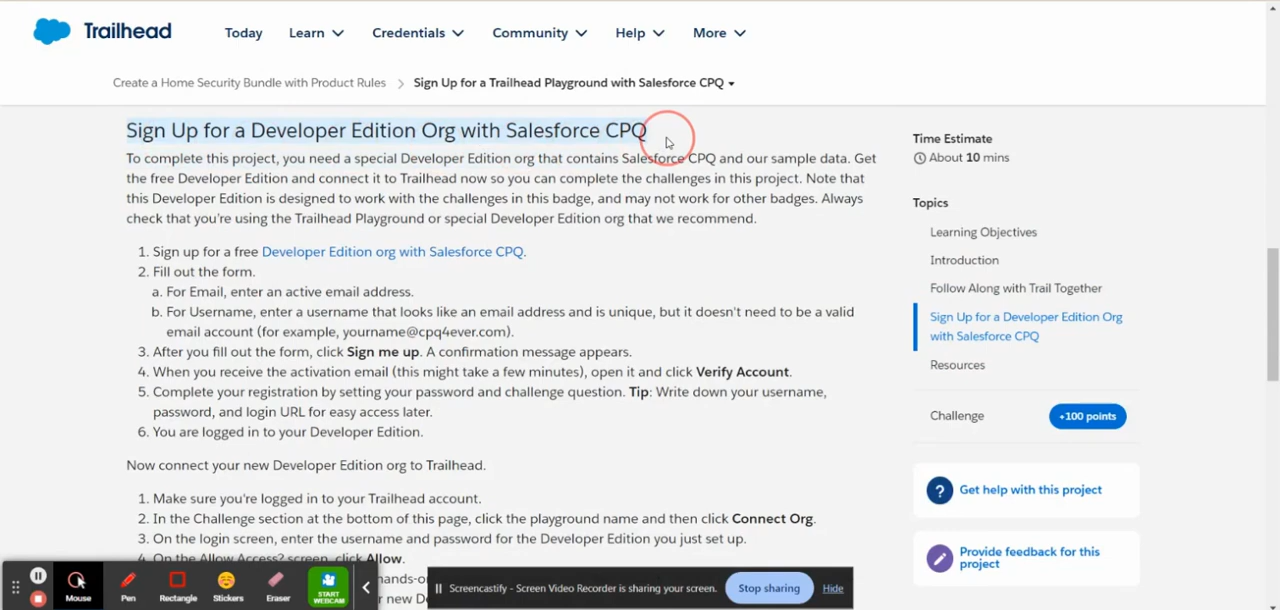 Trailhead
Today
Learn
Credentials
Community
Help
More
Create a Home Security Bundle with Product Rules
Sign Up for a Trailhead Playground with Salesforce CPQ
Sign Up for a Developer Edition Org with Salesforce CPQ
To complete this project, you need a special Developer Edition org that contains Salesforce CPQ and our sample data. Get
the free Developer Edition and connect it to Trailhead now so you can complete the challenges in this project. Note that
this Developer Edition is designed to work with the challenges in this badge, and may not work for other badges. Always
check that you're using the Trailhead Playground or special Developer Edition org that we recommend.
1. Sign up for a free Developer Edition org with Salesforce CPQ.
2. Fill out the form.
a. For Email, enter an active email address.
b. For Username, enter a username that looks like an email address and is unique, but it doesn't need to be a valid
email account (for example, yourname@cpq4ever.com).
3. After you fill out the form, click Sign me up. A confirmation message appears.
4. When you receive the activation email (this might take a few minutes), open it and click Verify Account.
5. Complete your registration by setting your password and challenge question. Tip: Write down your username,
password, and login URL for easy access later.
6. You are logged in to your Developer Edition.
Now connect your new Developer Edition org to Trailhead.
1. Make sure you're logged in to your Trailhead account.
2. In the Challenge section at the bottom of this page, click the playground name and then click Connect Org.
3. On the login screen, enter the username and password for the Developer Edition you just set up.
4. On the Allow Access? screen, click Allow.
Time Estimate
About 10 mins
Topics
Learning Objectives
Introduction
Follow Along with Trail Together
Sign Up for a Developer Edition Org
with Salesforce CPQ
Resources
Challenge
+100 points
Get help with this project
Provide feedback for this
project
Mouse
Pen
Rectangle
Stickers
Eraser
START
WEBCAM
Screencastify - Screen Video Recorder is sharing your screen.
Stop sharing
Hide